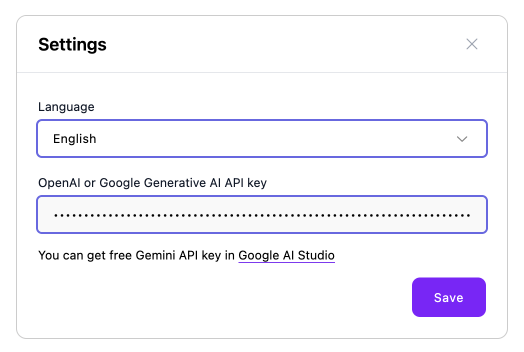 Settings
Language
English
OpenAI or Google Generative AI API key
••••••••••••••••••••••••••••••••••••••••••••••••••••••••••••••••••••••
You can get free Gemini API key in Google AI Studio
Save